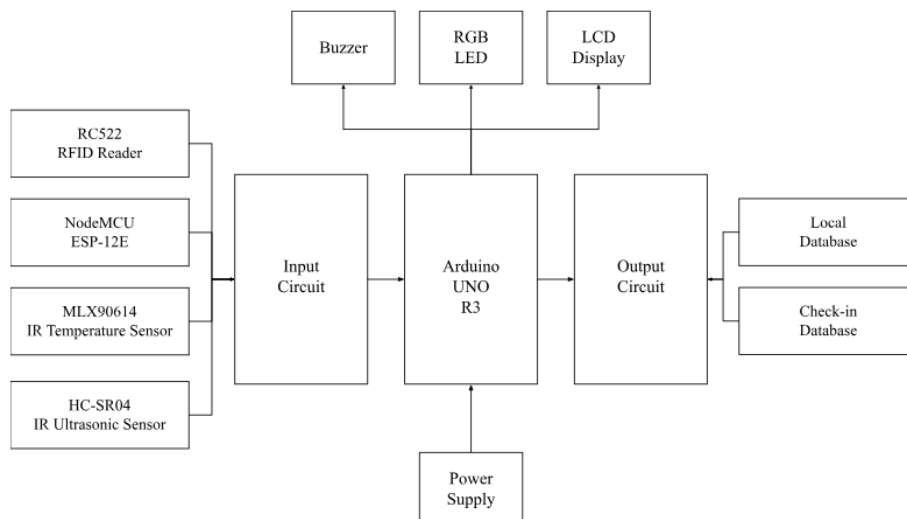 Buzzer
RGB
LED
LCD
Display
RC522
RFID Reader
NodeMCU
ESP-12E
MLX90614
IR Temperature Sensor
HC-SR04
IR Ultrasonic Sensor
Input
Circuit
Arduino
UNO
R3
Output
Circuit
Local
Database
Check-in
Database
Power
Supply